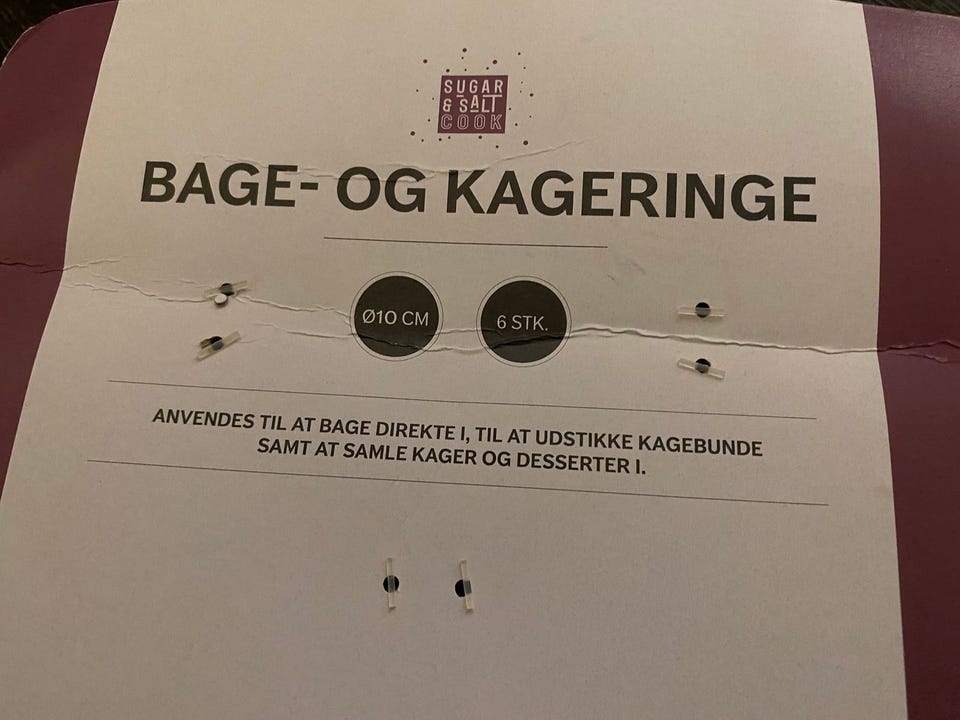 SUGAR
& SALT
COOK
BAGE- OG KAGERINGE
Ø10 CM
6 STK.
ANVENDES TIL AT BAGE DIREKTE I, TIL AT UDSTIKKE KAGEBUNDE
SAMT AT SAMLE KAGER OG DESSERTER I.